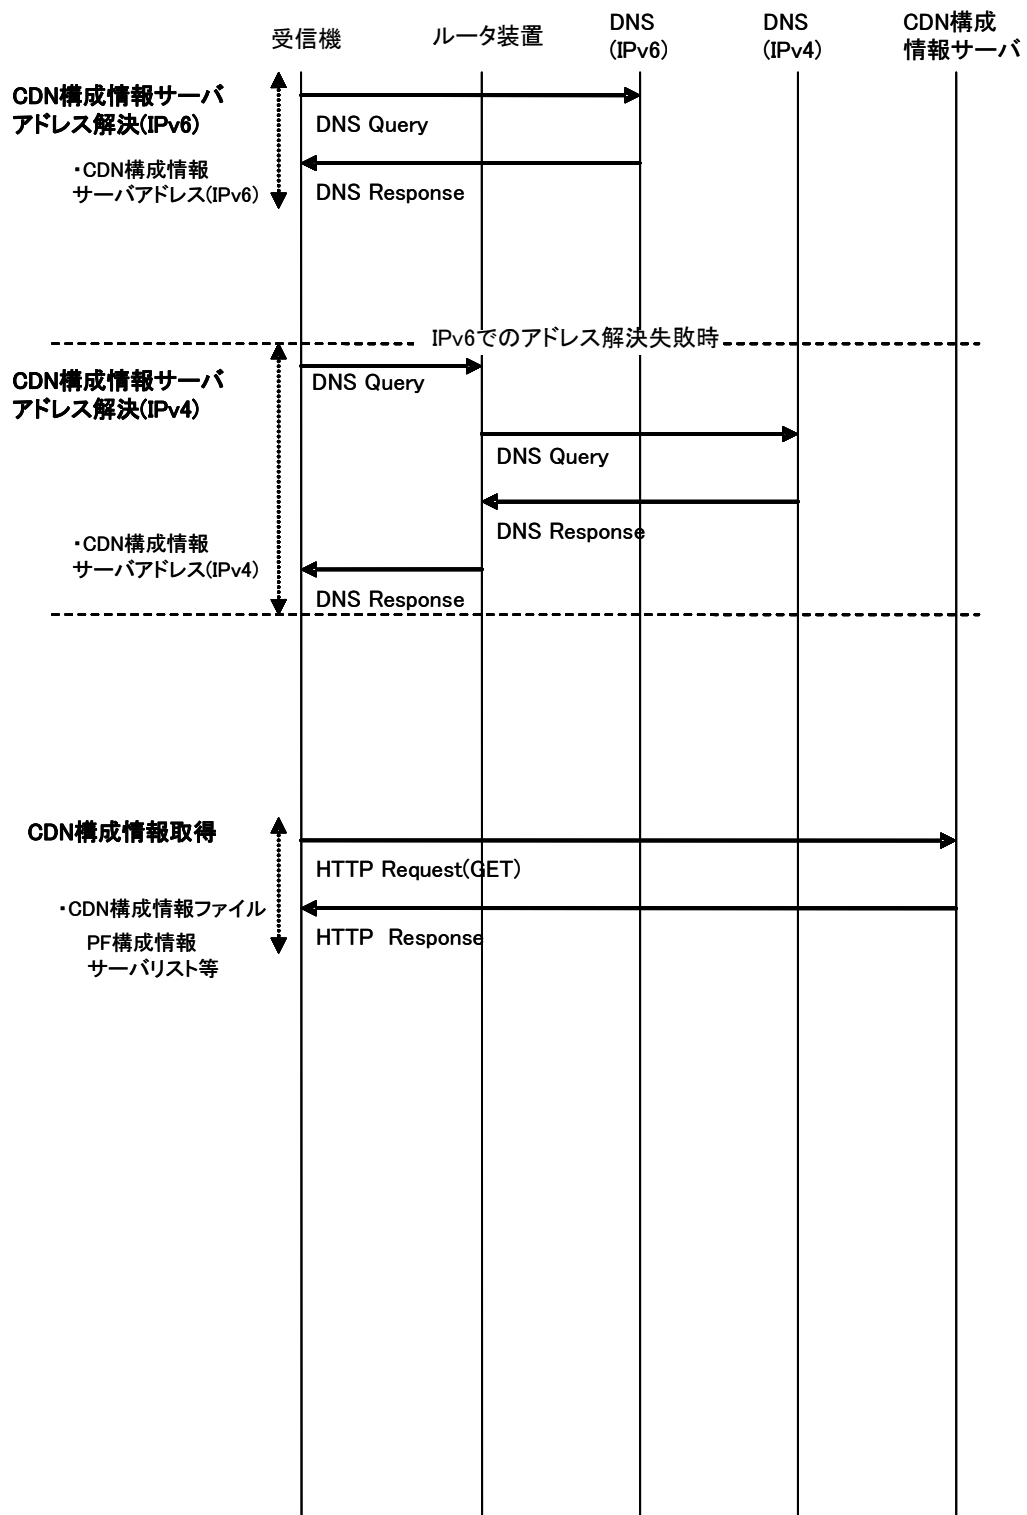 受信機
ルータ装置
DNS
(IPv6)
DNS
(IPv4)
CDN構成
情報サーバ
CDN構成情報サーバ
アドレス解決(IPv6)
DNS Query
・CDN構成情報
サーバアドレス(IPv6)
DNS Response
IPv6でのアドレス解決失敗時
CDN構成情報サーバ
アドレス解決(IPv4)
DNS Query
DNS Query
DNS Response
・CDN構成情報
サーバアドレス(IPv4)
DNS Response
CDN構成情報取得
HTTP Request(GET)
・CDN構成情報ファイル
PF構成情報
サーバリスト等
HTTP Response